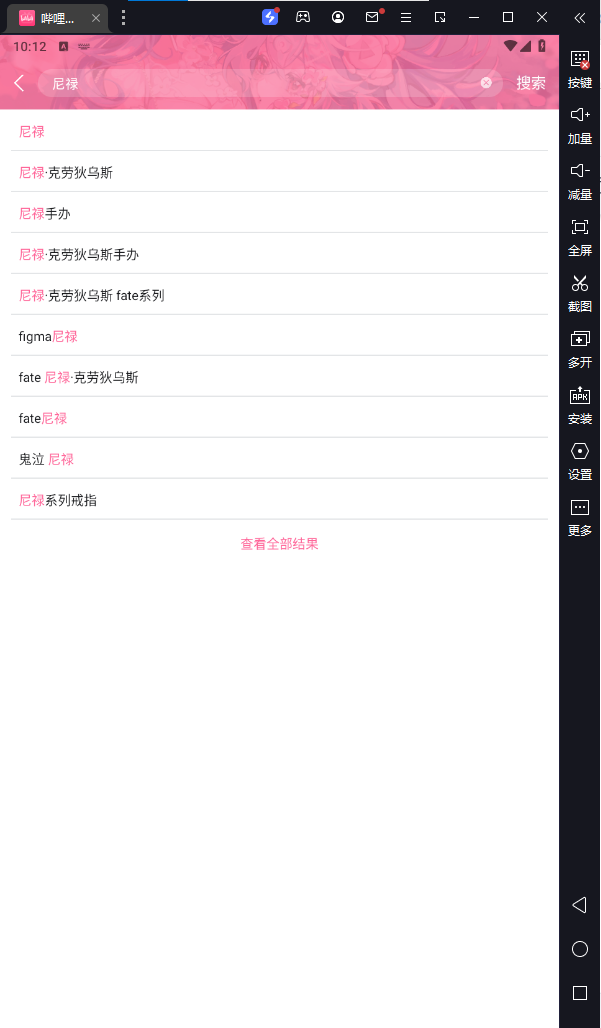 哔哩...
10:12
尼禄
搜索
尼禄
尼禄·克劳狄乌斯
尼禄手办
尼禄·克劳狄乌斯手办
尼禄·克劳狄乌斯 fate系列
figma尼禄
fate 尼禄·克劳狄乌斯
fate尼禄
鬼泣 尼禄
尼禄系列戒指
查看全部结果
按键
加量
减量
全屏
截图
多开
APK
安装
设置
更多